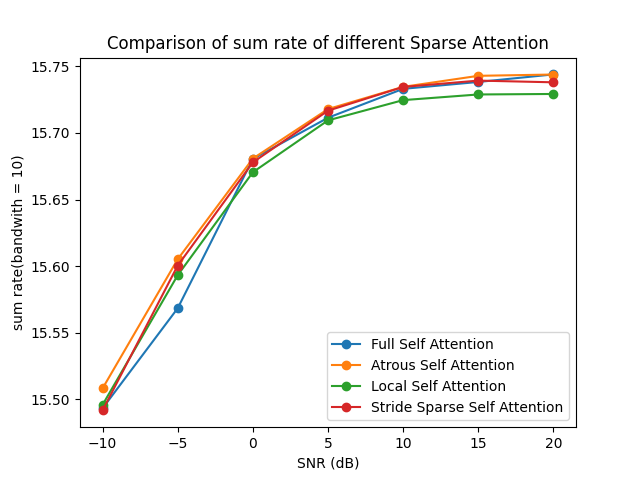 Comparison of sum rate of different Sparse Attention
15.75
15.70
15.65
15.60
15.55
15.50
sum rate(bandwith = 10)
Full Self Attention
Atrous Self Attention
Local Self Attention
Stride Sparse Self Attention
−10 −5 0 5 10 15 20
SNR (dB)